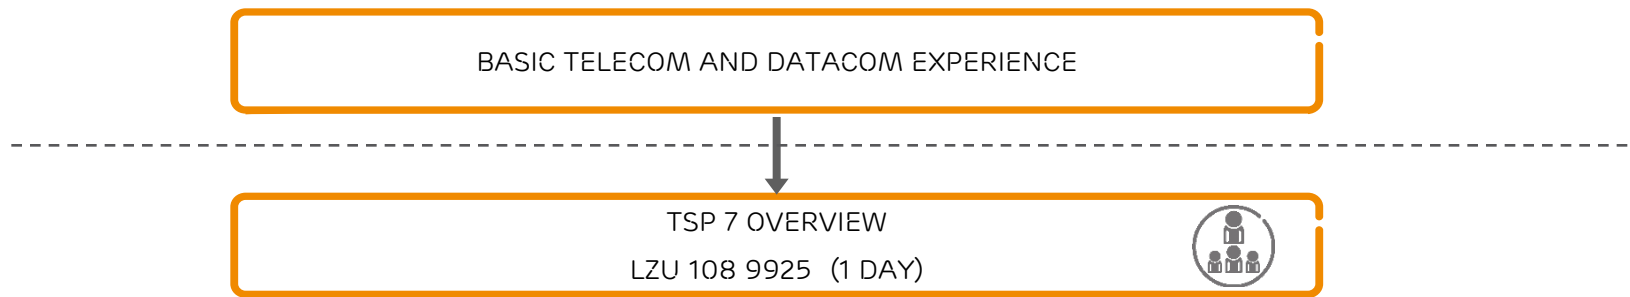 BASIC TELECOM AND DATACOM EXPERIENCE
TSP 7 OVERVIEW
LZU 108 9925 (1 DAY)